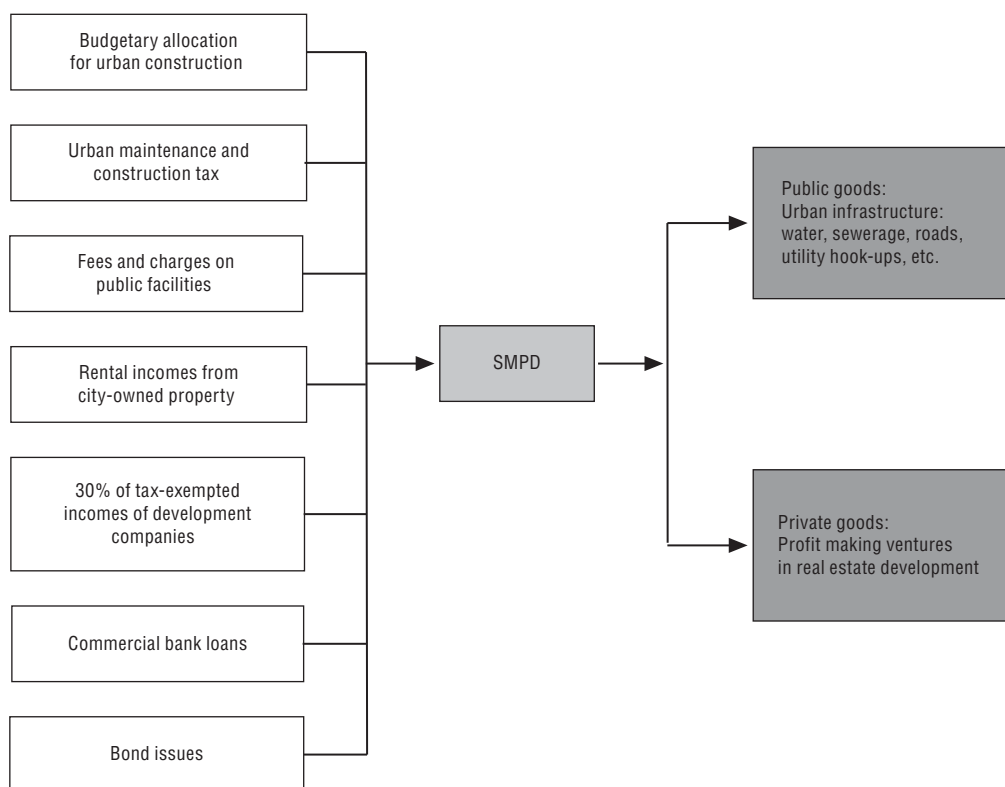 Budgetary allocation
for urban construction
Urban maintenance and
construction tax
Fees and charges on
public facilities
Rental incomes from
city-owned property
30% of tax-exempted
incomes of development
companies
Commercial bank loans
Bond issues
SMPD
Public goods:
Urban infrastructure:
water, sewerage, roads,
utility hook-ups, etc.
Private goods:
Profit making ventures
in real estate development